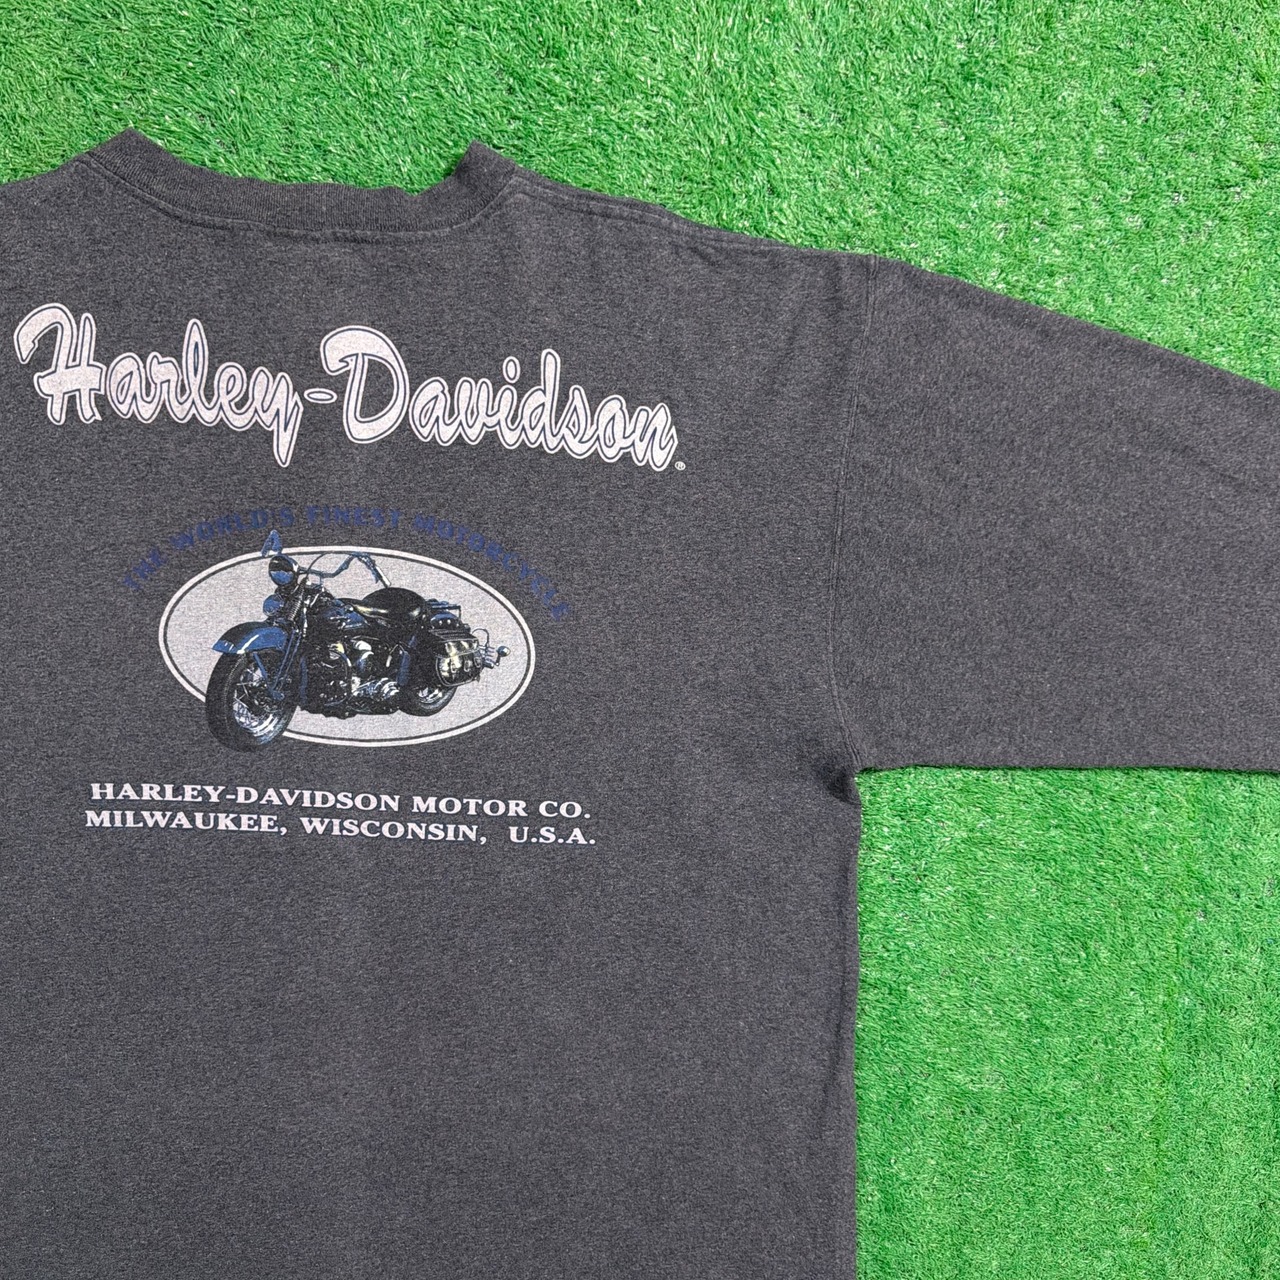 Harley-Davidson®
THE WORLD'S FINEST MOTORCYCLE
HARLEY-DAVIDSON MOTOR CO.
MILWAUKEE, WISCONSIN, U.S.A.